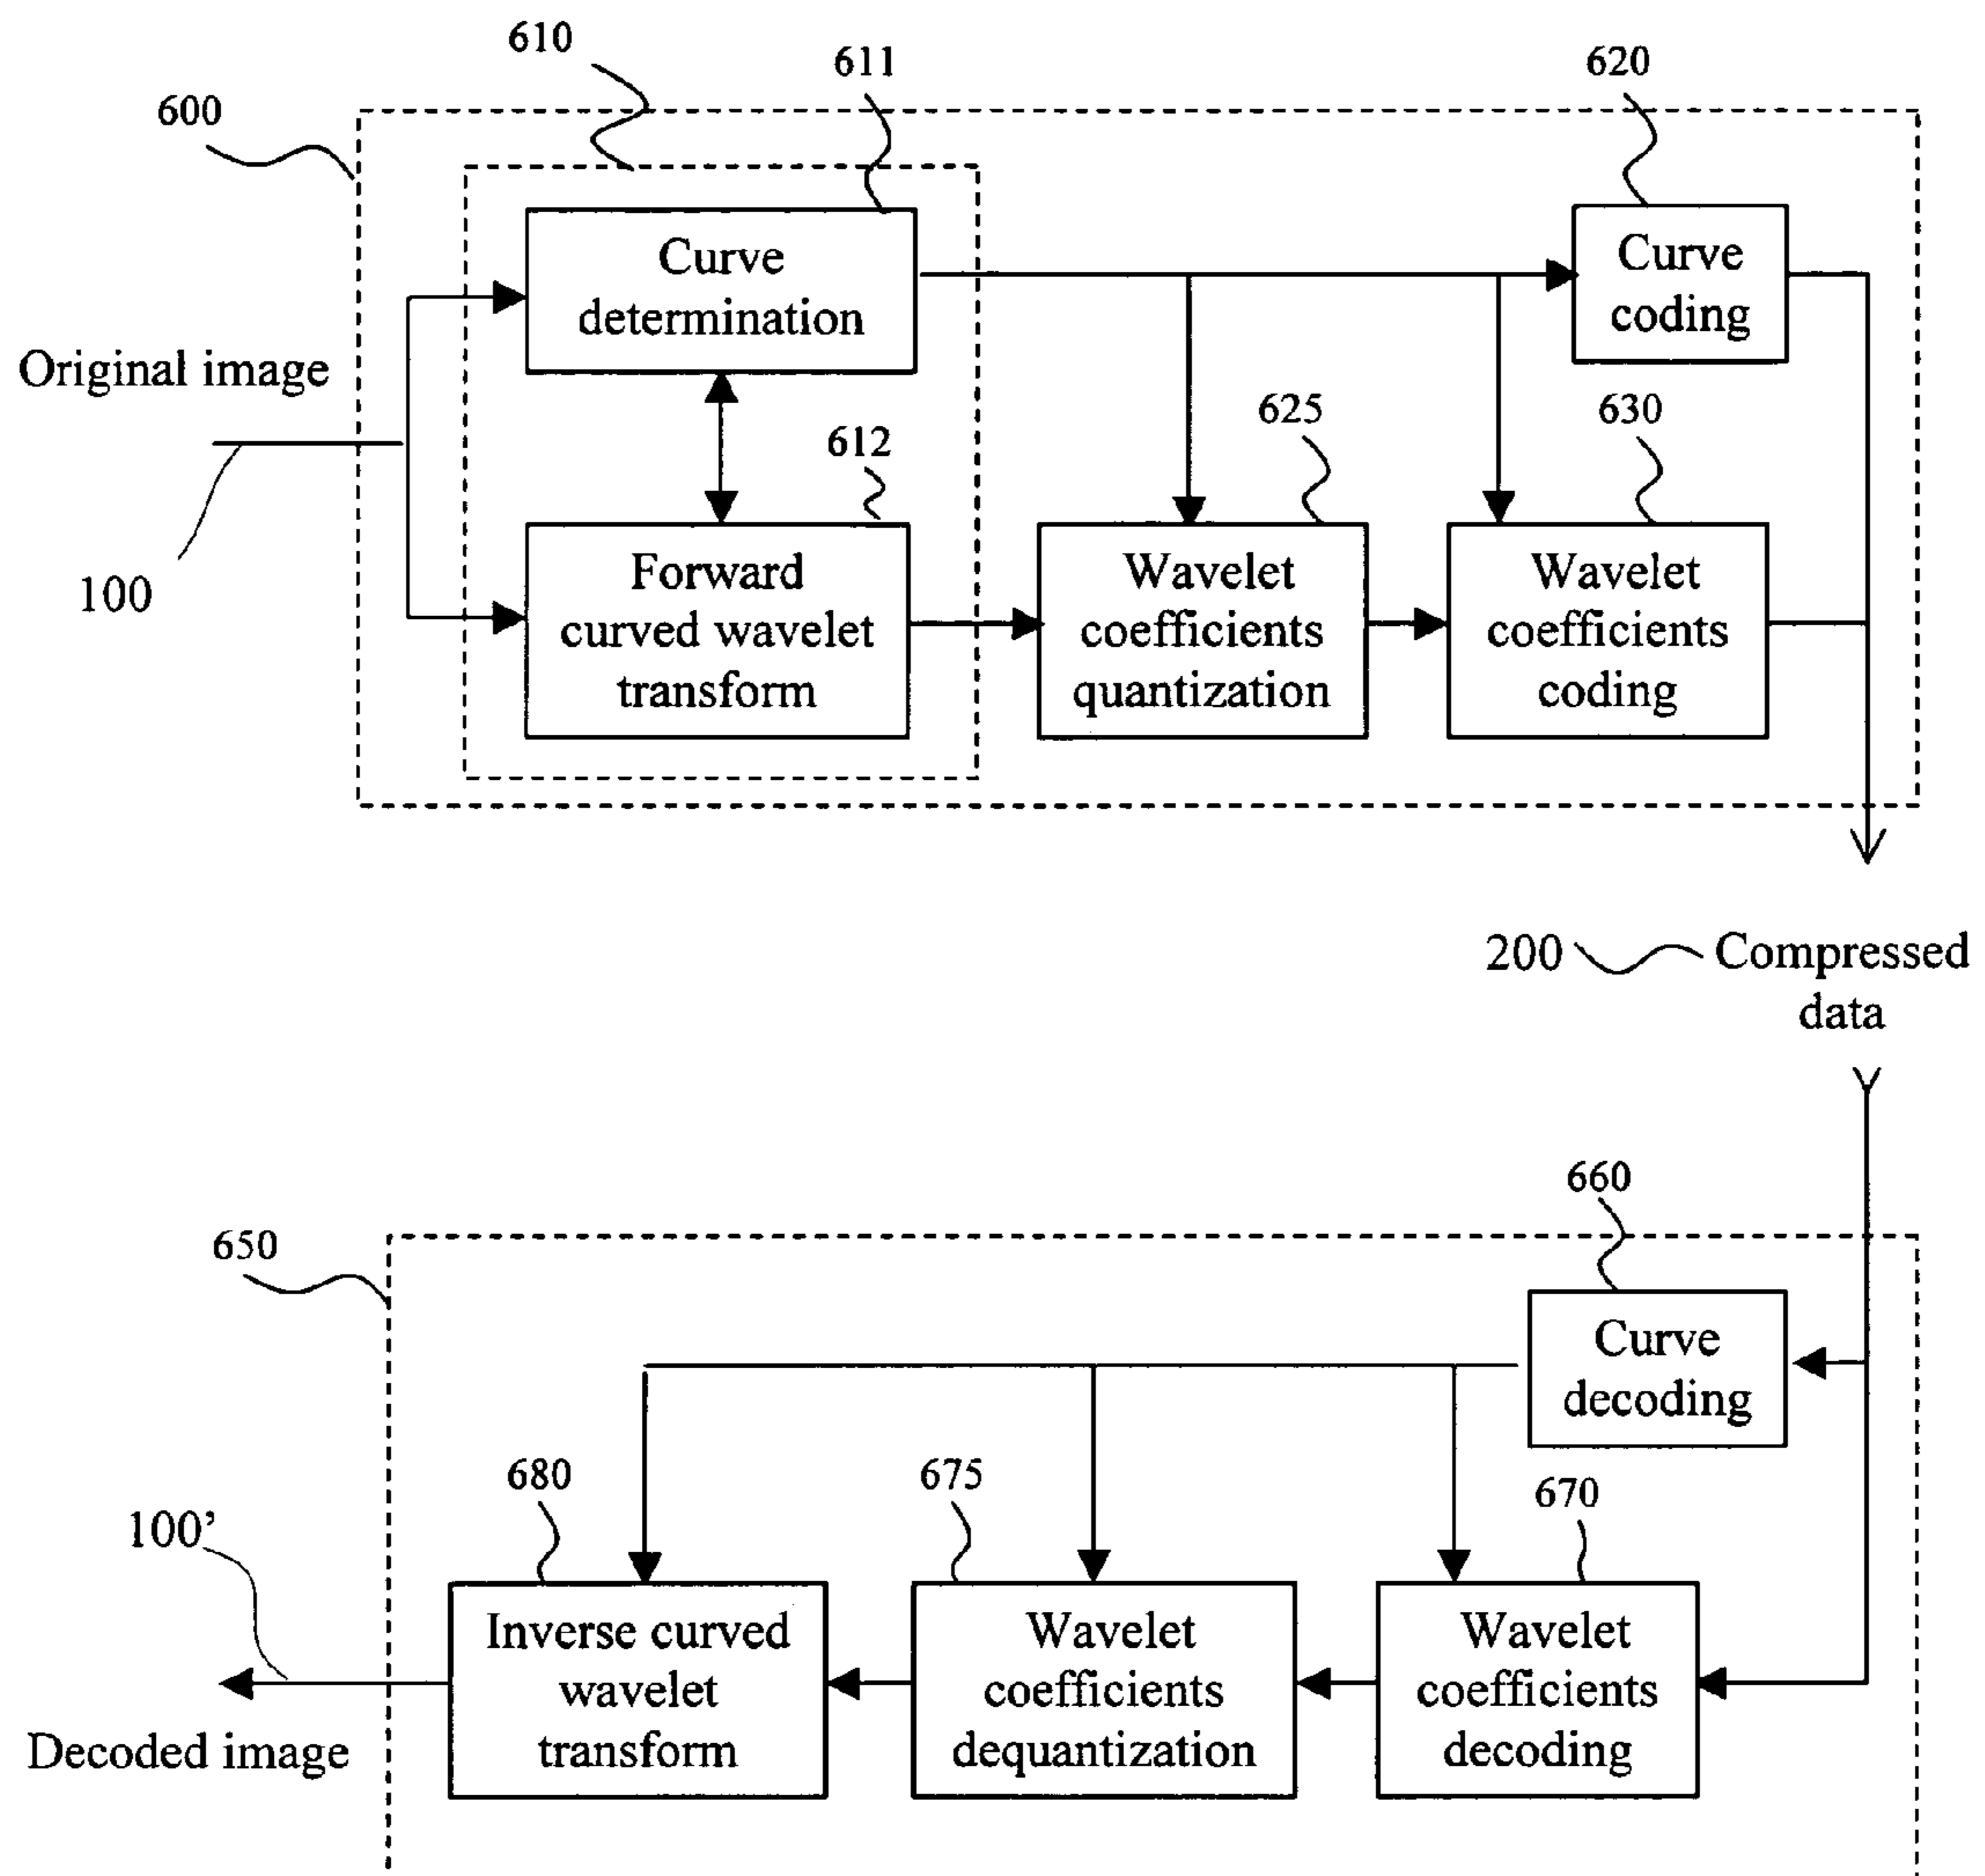 610
611
620
600
Curve
determination
Curve
coding
Original image
625
630
612
100
Forward
curved wavelet
transform
Wavelet
coefficients
quantization
Wavelet
coefficients
coding
200
Compressed
data
660
650
Curve
decoding
680
675
670
100’
Inverse curved
wavelet
transform
Wavelet
coefficients
dequantization
Wavelet
coefficients
decoding
Decoded image